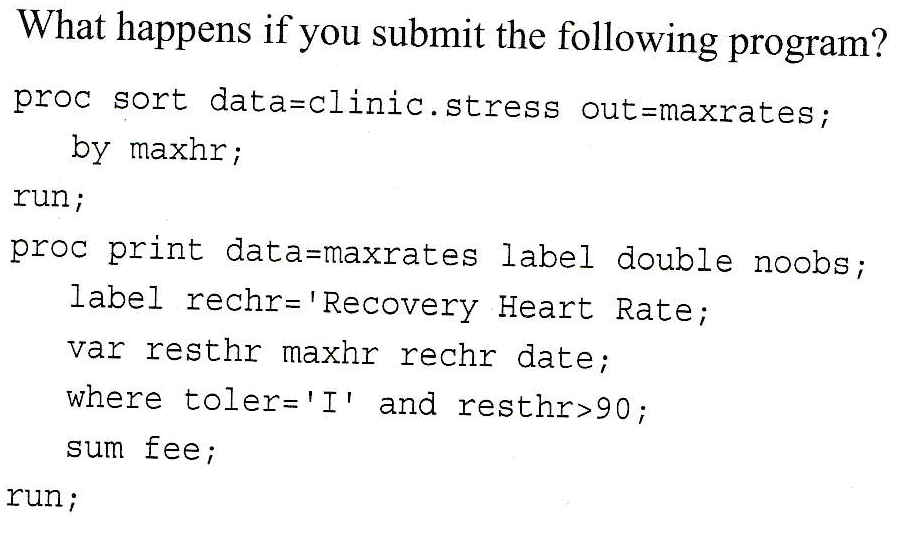 What happens if you submit the following program?
proc sort data=clinic.stress out=maxrates;
by maxhr;
run;
proc print data=maxrates label double noobs;
label rechr='Recovery Heart Rate;
var resthr maxhr rechr date;
where toler='I' and resthr>90;
sum fee;
run;